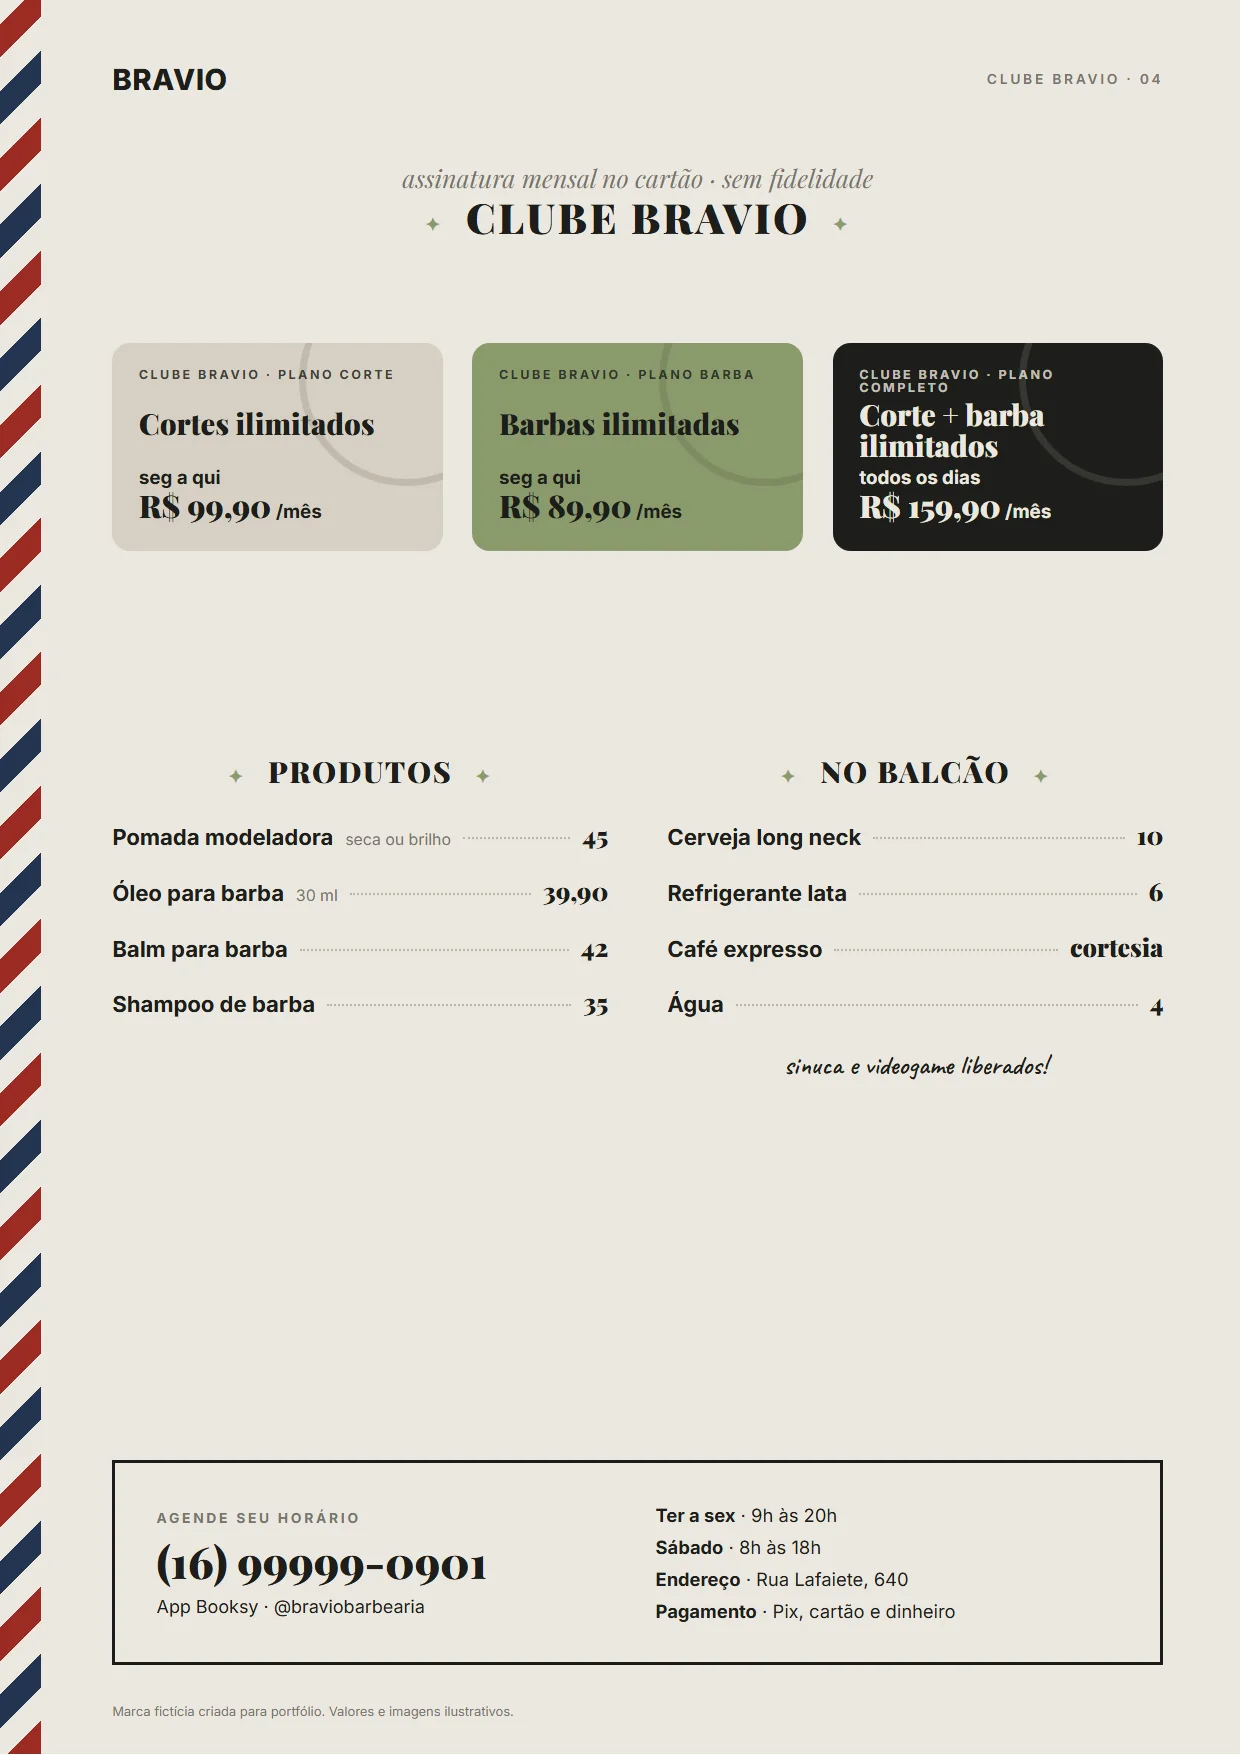 BRAVIO
CLUBE BRAVIO · 04
assinatura mensal no cartão · sem fidelidade
✦ CLUBE BRAVIO ✦
CLUBE BRAVIO · PLANO CORTE
Cortes ilimitados
seg a qui
R$ 99,90 /mês
CLUBE BRAVIO · PLANO BARBA
Barbas ilimitadas
seg a qui
R$ 89,90 /mês
CLUBE BRAVIO · PLANO
COMPLETO
Corte + barba
ilimitados
todos os dias
R$ 159,90 /mês
✦ PRODUTOS ✦
Pomada modeladora seca ou brilho 45
Óleo para barba 30 ml 39,90
Balm para barba 42
Shampoo de barba 35
✦ NO BALCÃO ✦
Cerveja long neck 10
Refrigerante lata 6
Café expresso cortesia
Água 4
sinuca e videogame liberados!
AGENDE SEU HORÁRIO
(16) 99999-0901
App Booksy · @braviobarbearia
Ter a sex · 9h às 20h
Sábado · 8h às 18h
Endereço · Rua Lafaiete, 640
Pagamento · Pix, cartão e dinheiro
Marca fictícia criada para portfólio. Valores e imagens ilustrativos.